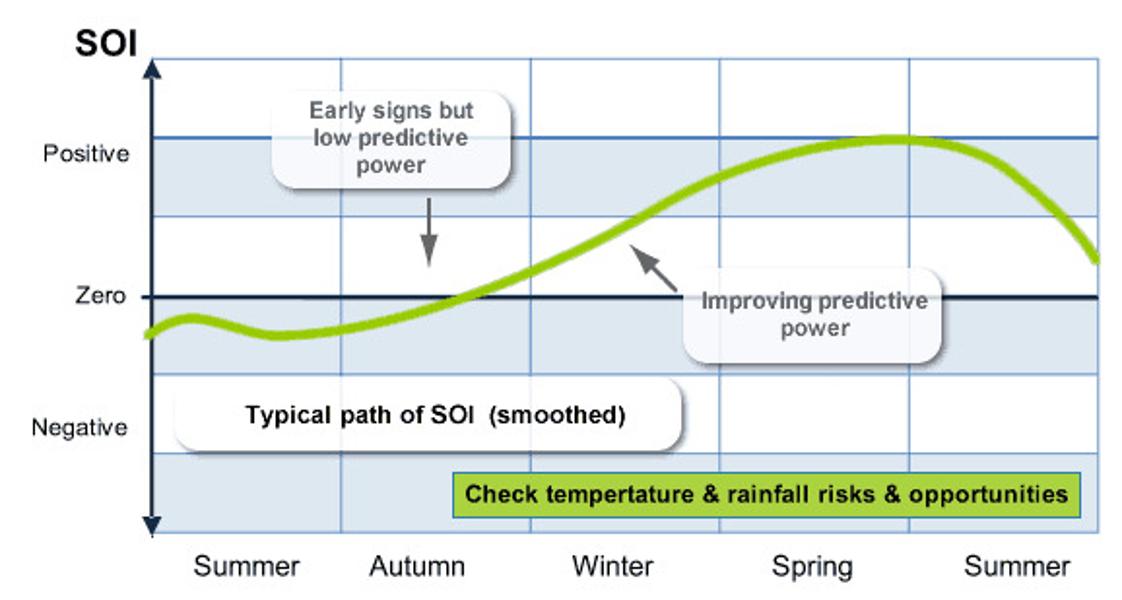 SOI
Early signs but
low predictive
power
Positive
Zero
Improving predictive
power
Typical path of SOI (smoothed)
Negative
Check tempertature & rainfall risks & opportunities
Summer Autumn Winter Spring Summer